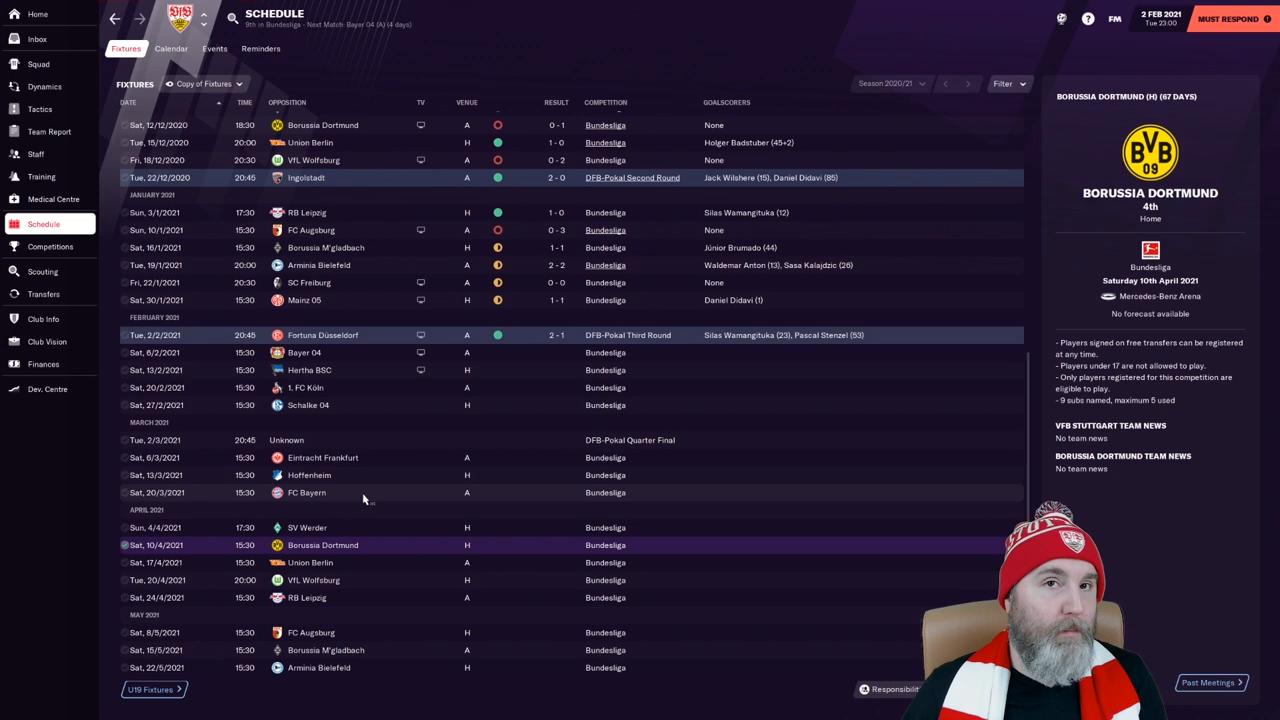 Home
Inbox
Squad
Dynamics
Tactics
Team Report
Staff
Training
Medical Centre
Schedule
Competitions
Scouting
Transfers
Club Info
Club Vision
Finances
Dev. Centre
SCHEDULE
9th in Bundesliga - Next Match: Bayer 04 (A) (4 days)
FM
2 FEB 2021
Tue 23:00
MUST RESPOND
Fixtures Calendar Events Reminders
FIXTURES Copy of Fixtures Season 2020/21 Filter
DATE TIME OPPOSITION TV VENUE RESULT COMPETITION GOALSCORERS
Sat, 12/12/2020 18:30 Borussia Dortmund A 0 - 1 Bundesliga None
Tue, 15/12/2020 20:00 Union Berlin H 1 - 0 Bundesliga Holger Badstuber (45+2)
Fri, 18/12/2020 20:30 VfL Wolfsburg A 0 - 2 Bundesliga None
Tue, 22/12/2020 20:45 Ingolstadt A 2 - 0 DFB-Pokal Second Round Jack Wilshere (15), Daniel Didavi (85)
JANUARY 2021
Sun, 3/1/2021 17:30 RB Leipzig H 1 - 0 Bundesliga Silas Wamangituka (12)
Sun, 10/1/2021 15:30 FC Augsburg A 0 - 3 Bundesliga None
Sat, 16/1/2021 15:30 Borussia M'gladbach H 1 - 1 Bundesliga Júnior Brumado (44)
Tue, 19/1/2021 20:00 Arminia Bielefeld A 2 - 2 Bundesliga Waldemar Anton (13), Sasa Kalajdzic (26)
Fri, 22/1/2021 20:30 SC Freiburg A 0 - 0 Bundesliga None
Sat, 30/1/2021 15:30 Mainz 05 H 1 - 1 Bundesliga Daniel Didavi (1)
FEBRUARY 2021
Tue, 2/2/2021 20:45 Fortuna Düsseldorf A 2 - 1 DFB-Pokal Third Round Silas Wamangituka (23), Pascal Stenzel (53)
Sat, 6/2/2021 15:30 Bayer 04 A Bundesliga
Sat, 13/2/2021 15:30 Hertha BSC H Bundesliga
Sat, 20/2/2021 15:30 1. FC Köln A Bundesliga
Sat, 27/2/2021 15:30 Schalke 04 H Bundesliga
MARCH 2021
Tue, 2/3/2021 20:45 Unknown DFB-Pokal Quarter Final
Sat, 6/3/2021 15:30 Eintracht Frankfurt A Bundesliga
Sat, 13/3/2021 15:30 Hoffenheim H Bundesliga
Sat, 20/3/2021 15:30 FC Bayern A Bundesliga
APRIL 2021
Sun, 4/4/2021 17:30 SV Werder H Bundesliga
Sat, 10/4/2021 15:30 Borussia Dortmund H Bundesliga
Sat, 17/4/2021 15:30 Union Berlin A Bundesliga
Tue, 20/4/2021 20:00 VfL Wolfsburg H Bundesliga
Sat, 24/4/2021 15:30 RB Leipzig A Bundesliga
MAY 2021
Sat, 8/5/2021 15:30 FC Augsburg H Bundesliga
Sat, 15/5/2021 15:30 Borussia M'gladbach A Bundesliga
Sat, 22/5/2021 15:30 Arminia Bielefeld H Bundesliga
U19 Fixtures
Past Meetings
BORUSSIA DORTMUND (H) (67 DAYS)
BVB
09
BORUSSIA DORTMUND
4th
Home
Bundesliga
Saturday 10th April 2021
Mercedes-Benz Arena
No forecast available
- Players signed on free transfers can be registered
at any time.
- Players under 17 are not allowed to play.
- Only players registered for this competition are
eligible to play.
- 9 subs named, maximum 5 used
VFB STUTTGART TEAM NEWS
No team news
BORUSSIA DORTMUND TEAM NEWS
No team news